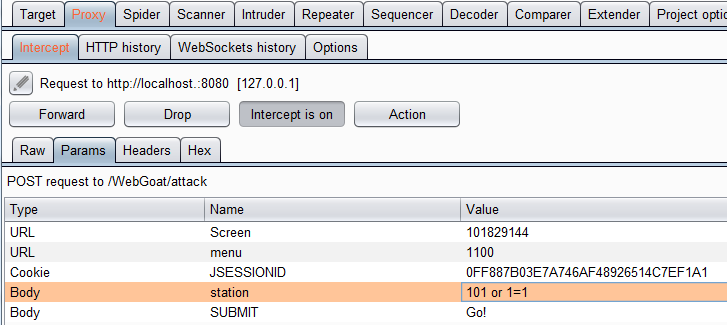 Target Proxy Spider Scanner Intruder Repeater Sequencer Decoder Comparer Extender Project optio
Intercept HTTP history WebSockets history Options
Request to http://localhost.:8080 [127.0.0.1]
Forward Drop Intercept is on Action
Raw Params Headers Hex
POST request to /WebGoat/attack
Type Name Value
URL Screen 101829144
URL menu 1100
Cookie JSESSIONID 0FF887B03E7A746AF48926514C7EF1A1
Body station 101 or 1=1
Body SUBMIT Go!